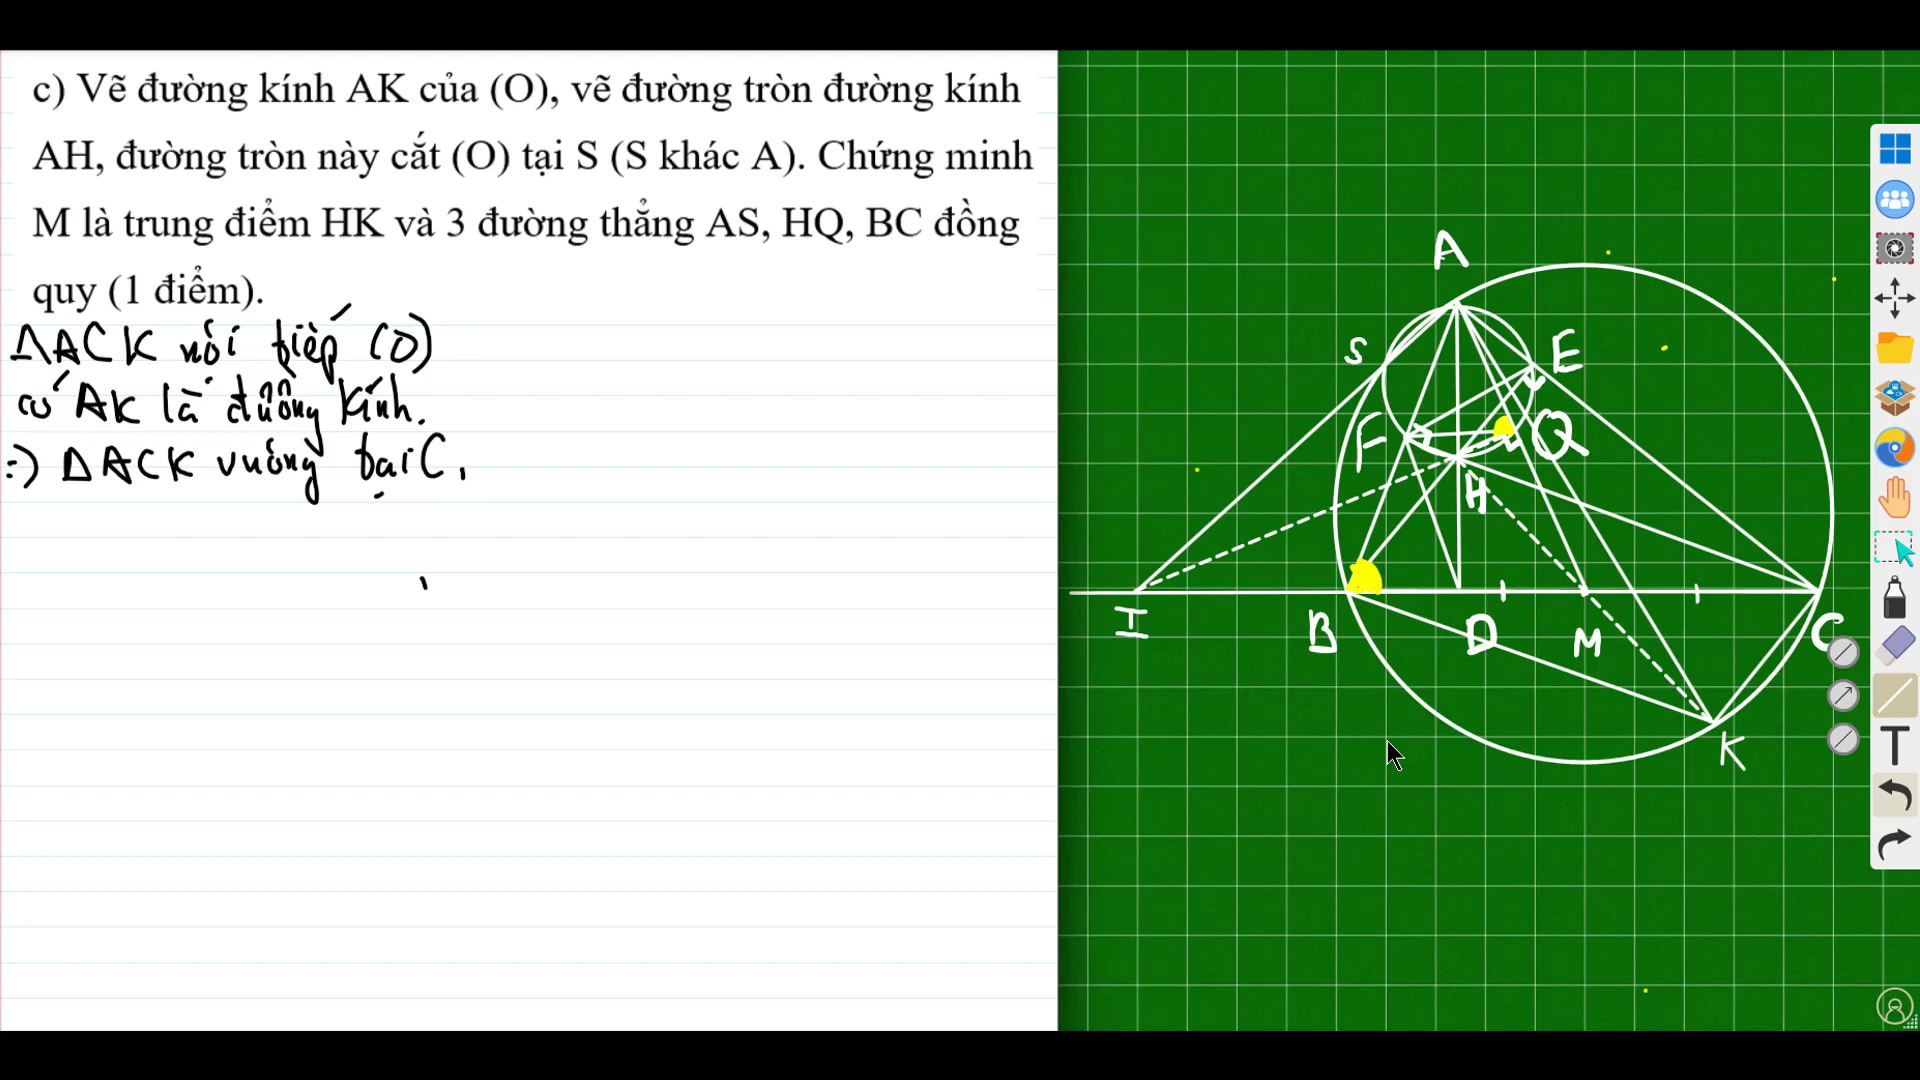 c) Vẽ đường kính AK của (O), vẽ đường tròn đường kính
AH, đường tròn này cắt (O) tại S (S khác A). Chứng minh
M là trung điểm HK và 3 đường thẳng AS, HQ, BC đồng
quy (1 điểm).
ΔACK nội tiếp (O)
có AK là đường kính.
=) ΔACK vuông tại C.
A
S
E
F
Q
H
I
B
D
M
C
K
T